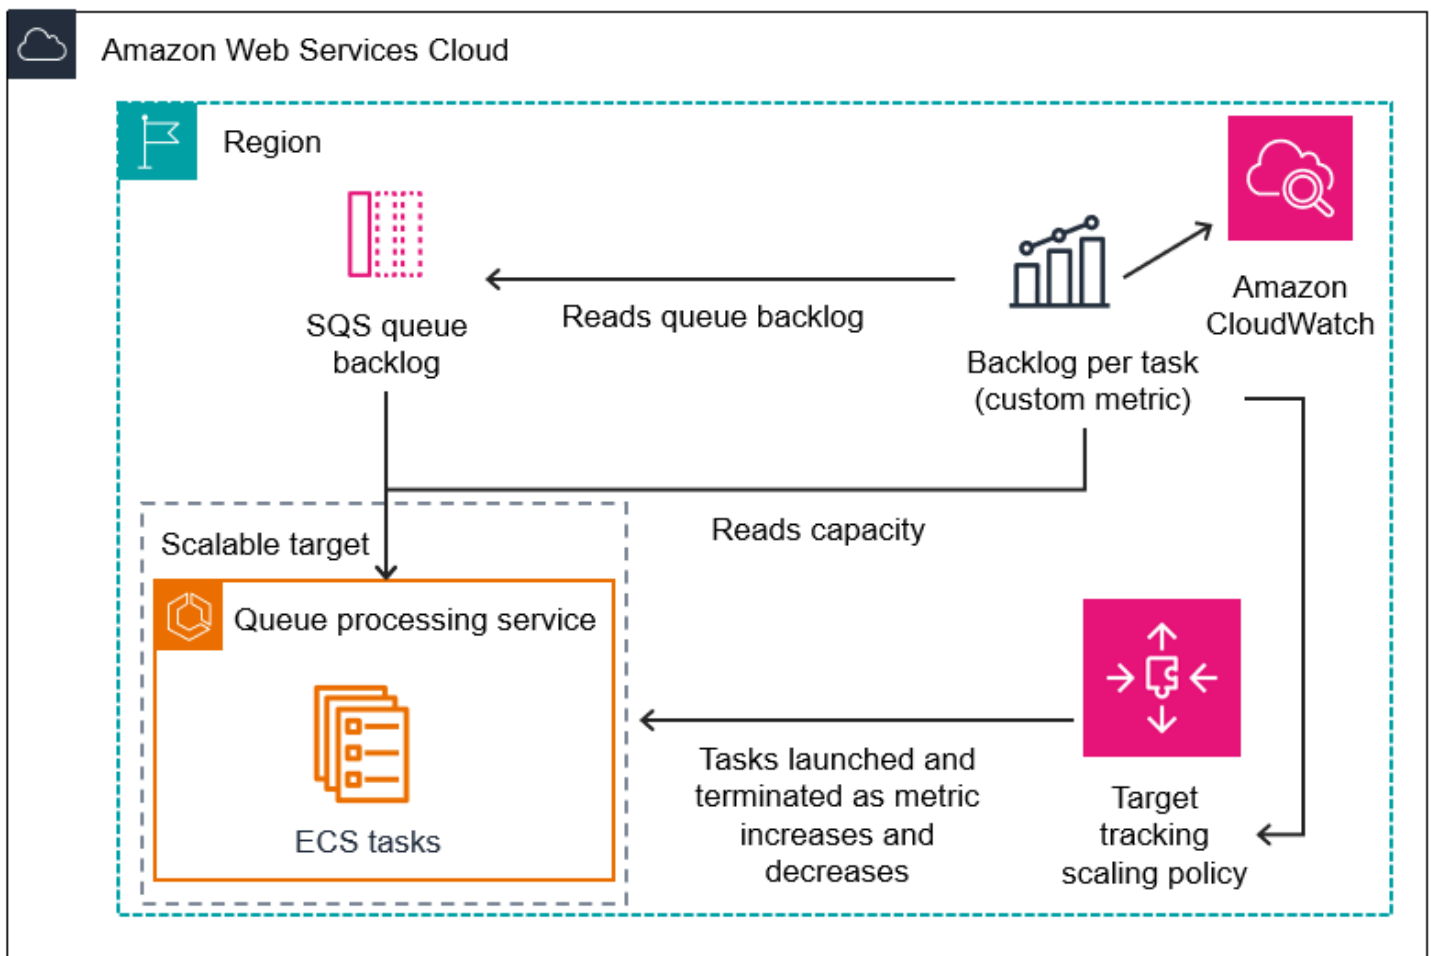 Amazon Web Services Cloud
Region
SQS queue
backlog
Reads queue backlog
Backlog per task
(custom metric)
Amazon
CloudWatch
Reads capacity
Scalable target
Queue processing service
ECS tasks
Tasks launched and
terminated as metric
increases and
decreases
Target
tracking
scaling policy